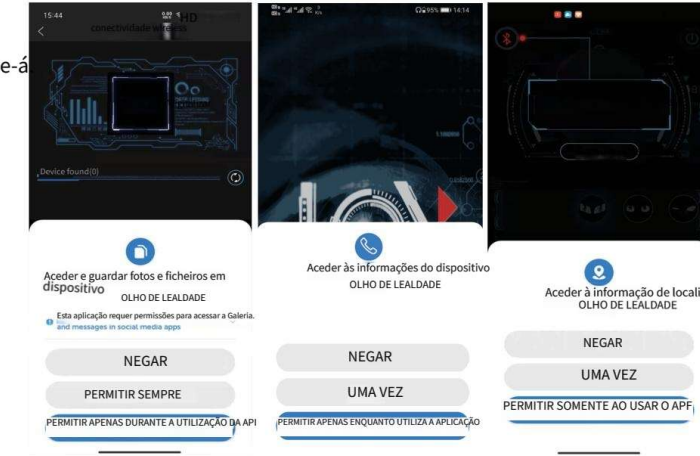 e-á
15:44
HD
conectividade wireless
Device found(0)
Aceder e guardar fotos e ficheiros em
dispositivo
OLHO DE LEALDADE
Esta aplicação requer permissões para acessar a Galeria.
and messages in social media apps
NEGAR
PERMITIR SEMPRE
PERMITIR APENAS DURANTE A UTILIZAÇÃO DA API
95% 14:14
Aceder às informações do dispositivo
OLHO DE LEALDADE
NEGAR
UMA VEZ
PERMITIR APENAS ENQUANTO UTILIZA A APLICAÇÃO
Aceder à informação de locali
OLHO DE LEALDADE
NEGAR
UMA VEZ
PERMITIR SOMENTE AO USAR O APF